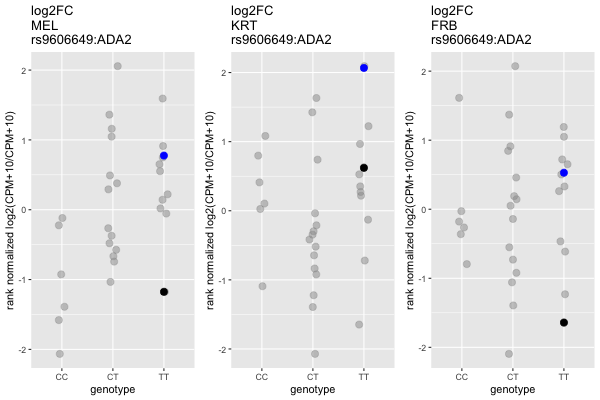 log2FC
MEL
rs9606649:ADA2
rank normalized log2(CPM+10/CPM+10)
2
1
0
-1
-2
CC
CT
TT
genotype
log2FC
KRT
rs9606649:ADA2
rank normalized log2(CPM+10/CPM+10)
2
1
0
-1
-2
CC
CT
TT
genotype
log2FC
FRB
rs9606649:ADA2
rank normalized log2(CPM+10/CPM+10)
2
1
0
-1
-2
CC
CT
TT
genotype